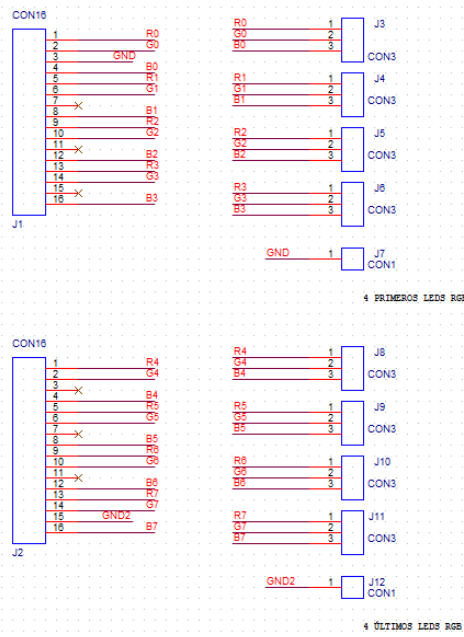 CON16
1 R0
2 G0
3 GND
4 B0
5 R1
6 G1
7
8 B1
9 R2
10 G2
11
12 B2
13 R3
14 G3
15
16 B3
J1
R0 1 J3
G0 2
B0 3 CON3
R1 1 J4
G1 2
B1 3 CON3
R2 1 J5
G2 2
B2 3 CON3
R3 1 J6
G3 2
B3 3 CON3
GND 1 J7
CON1
4 PRIMEROS LEDS RGB
CON16
1 R4
2 G4
3
4 B4
5 R5
6 G5
7
8 B5
9 R6
10 G6
11
12 B6
13 R7
14 G7
15 GND2
16 B7
J2
R4 1 J8
G4 2
B4 3 CON3
R5 1 J9
G5 2
B5 3 CON3
R6 1 J10
G6 2
B6 3 CON3
R7 1 J11
G7 2
B7 3 CON3
GND2 1 J12
CON1
4 ÚLTIMOS LEDS RGB